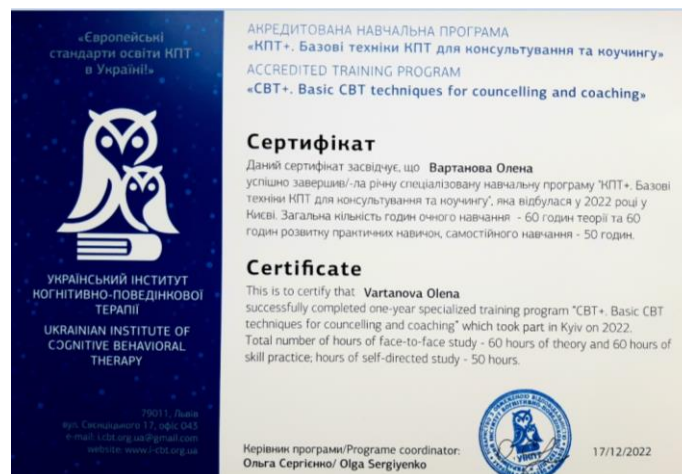 «Європейські
стандарти освіти КПТ
в Україні!»
УКРАЇНСЬКИЙ ІНСТИТУТ
КОГНІТИВНО-ПОВЕДІНКОВОЇ
ТЕРАПІЇ
UKRAINIAN INSTITUTE OF
COGNITIVE BEHAVIORAL
THERAPY
79011, Львів
вул. Свєнціцького 17, офіс 043
e-mail: i.cbt.org.ua@gmail.com
website: www.i-cbt.org.ua
АКРЕДИТОВАНА НАВЧАЛЬНА ПРОГРАМА
«КПТ+. Базові техніки КПТ для консультування та коучингу»
ACCREDITED TRAINING PROGRAM
«CBT+. Basic CBT techniques for councelling and coaching»
Сертифікат
Даний сертифікат засвідчує, що Вартанова Олена
успішно завершив/-ла річну спеціалізовану навчальну програму "КПТ+. Базові
техніки КПТ для консультування та коучингу", яка відбулася у 2022 році у
Києві. Загальна кількість годин очного навчання - 60 годин теорії та 60
годин розвитку практичних навичок, самостійного навчання - 50 годин.
Certificate
This is to certify that Vartanova Olena
successfully completed one-year specialized training program "CBT+. Basic CBT
techniques for councelling and coaching" which took part in Kyiv on 2022.
Total number of hours of face-to-face study - 60 hours of theory and 60 hours of
skill practice; hours of self-directed study - 50 hours.
Керівник програми/Programe coordinator:
Ольга Сергієнко/ Olga Sergiyenko
17/12/2022